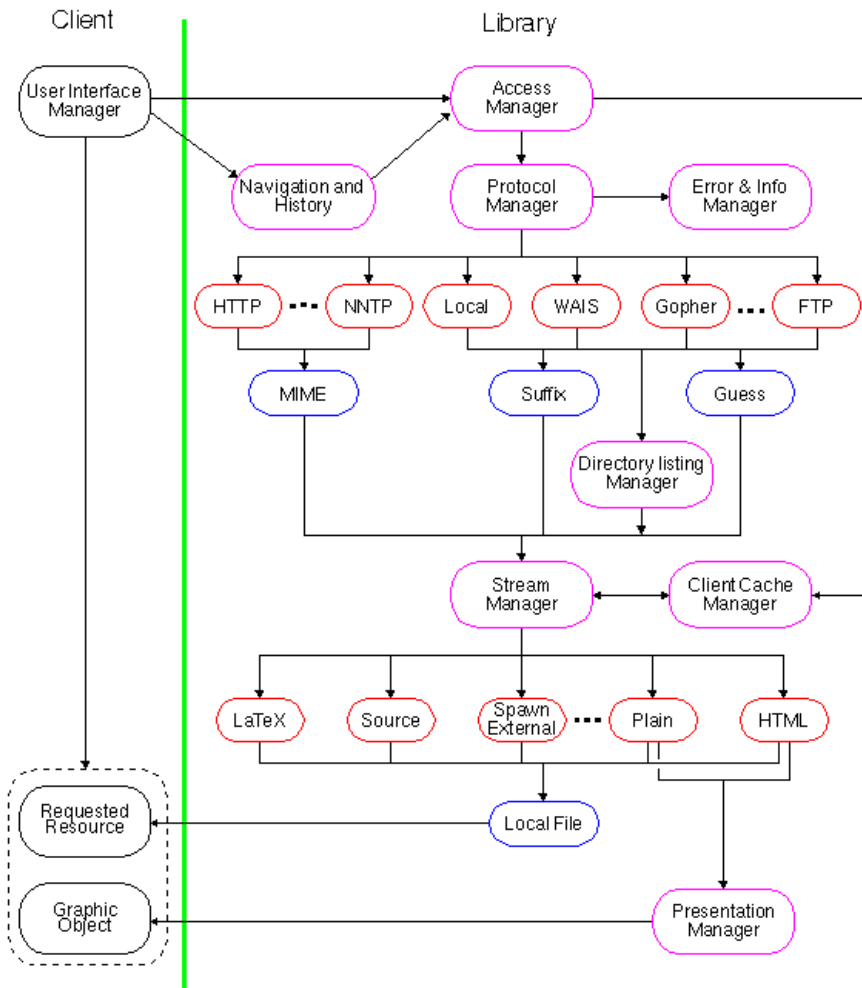 Client
Library
User Interface
Manager
Access
Manager
Navigation and
History
Protocol
Manager
Error & Info
Manager
HTTP
NNTP
Local
WAIS
Gopher
FTP
MIME
Suffix
Guess
Directory listing
Manager
Stream
Manager
Client Cache
Manager
LaTeX
Source
Spawn
External
Plain
HTML
Requested
Resource
Local File
Graphic
Object
Presentation
Manager